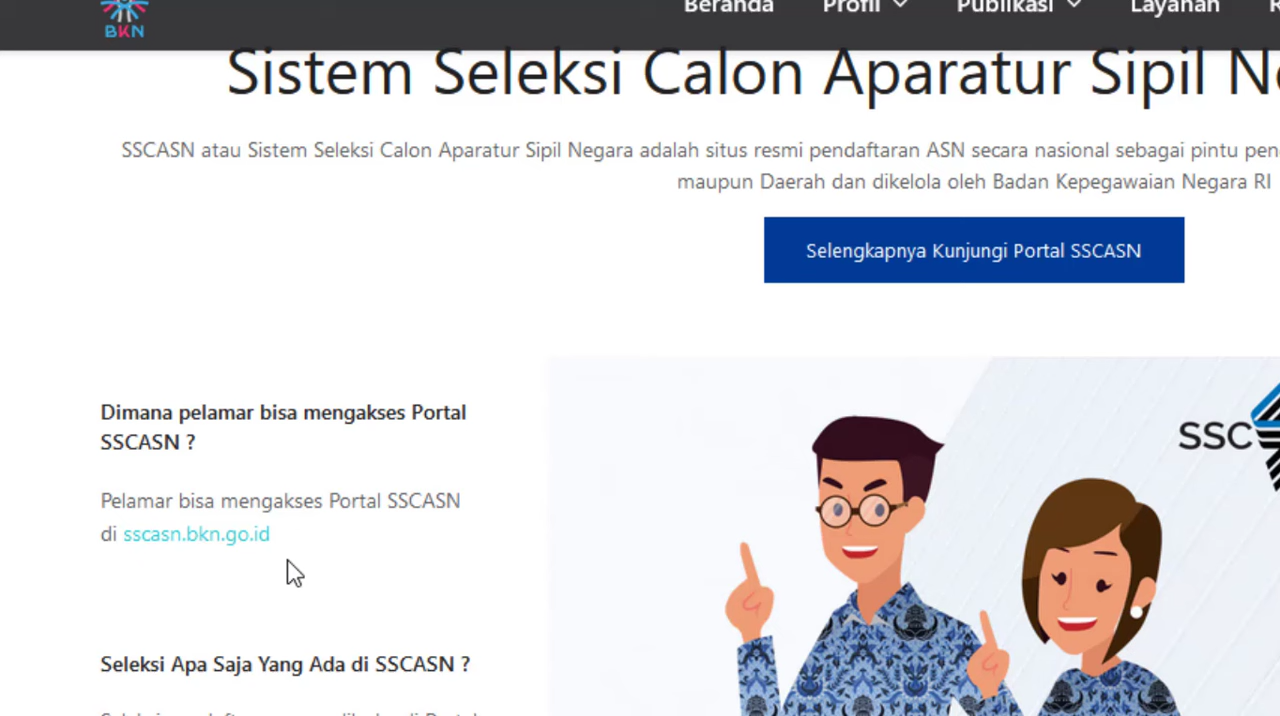 BKN
Beranda
Profil
Publikasi
Layanan
Sistem Seleksi Calon Aparatur Sipil
SSCASN atau Sistem Seleksi Calon Aparatur Sipil Negara adalah situs resmi pendaftaran ASN secara nasional sebagai pintu
maupun Daerah dan dikelola oleh Badan Kepegawaian Negara RI
Selengkapnya Kunjungi Portal SSCASN
Dimana pelamar bisa mengakses Portal
SSCASN ?
SSC
Pelamar bisa mengakses Portal SSCASN
di sscasn.bkn.go.id
Seleksi Apa Saja Yang Ada di SSCASN ?